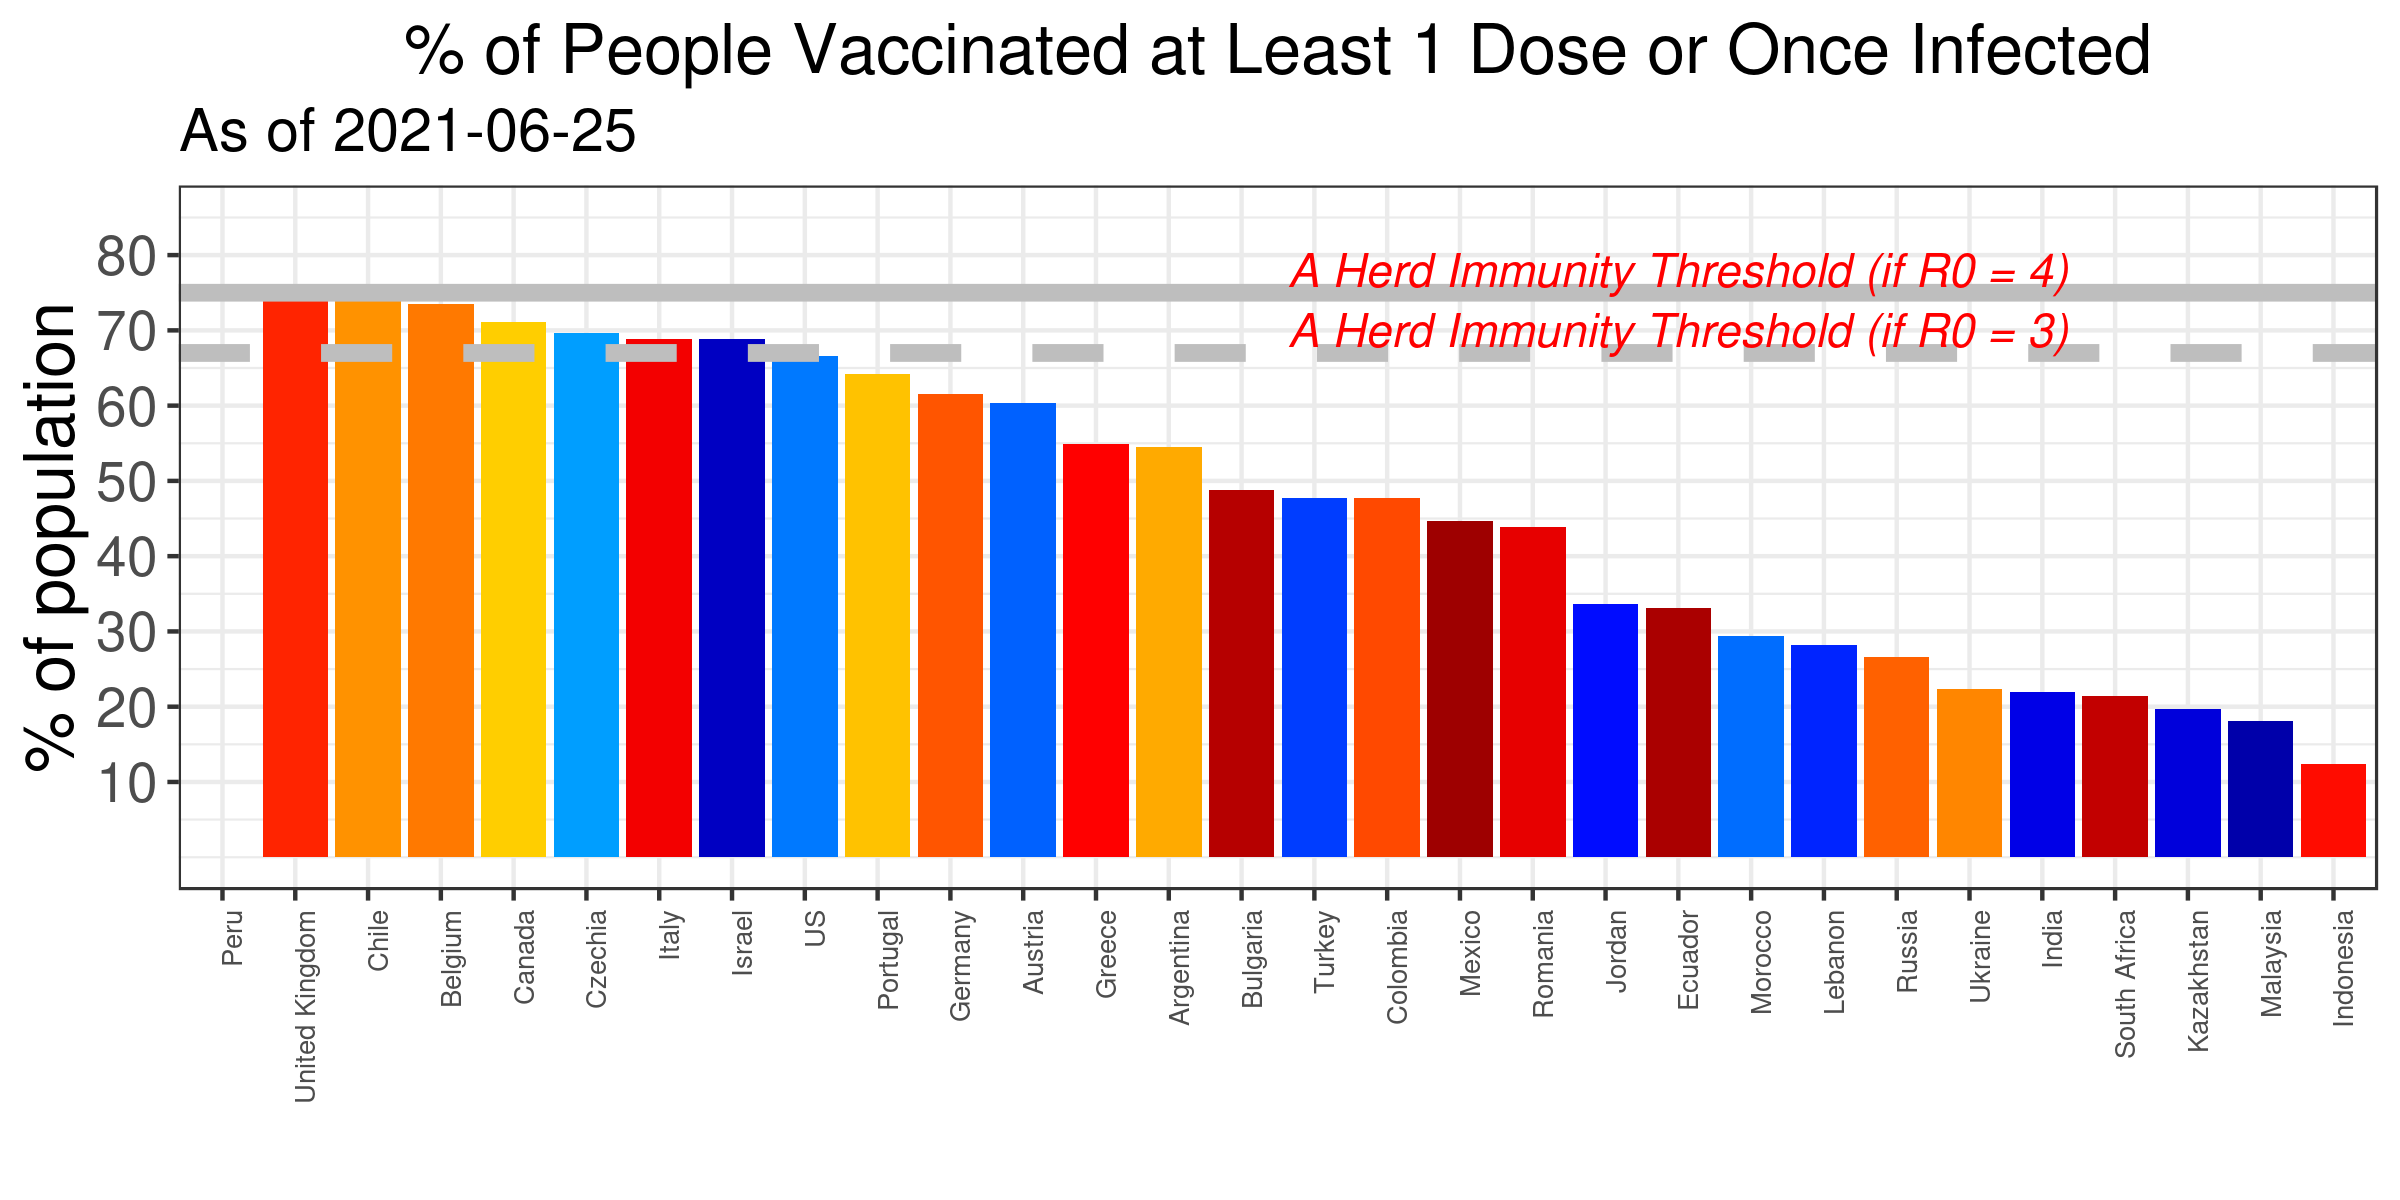 % of People Vaccinated at Least 1 Dose or Once Infected
As of 2021-06-25
% of population
80
70
60
50
40
30
20
10
A Herd Immunity Threshold (if R0 = 4)
A Herd Immunity Threshold (if R0 = 3)
Peru
United Kingdom
Chile
Belgium
Canada
Czechia
Italy
Israel
US
Portugal
Germany
Austria
Greece
Argentina
Bulgaria
Turkey
Colombia
Mexico
Romania
Jordan
Ecuador
Morocco
Lebanon
Russia
Ukraine
India
South Africa
Kazakhstan
Malaysia
Indonesia